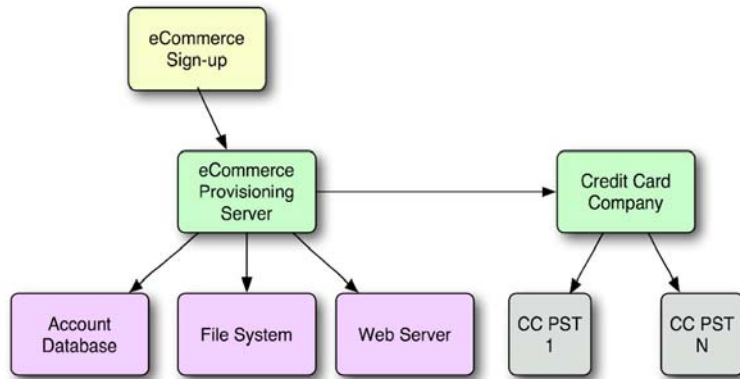 eCommerce
Sign-up
eCommerce
Provisioning
Server
Credit Card
Company
Account
Database
File System
Web Server
CC PST
1
CC PST
N